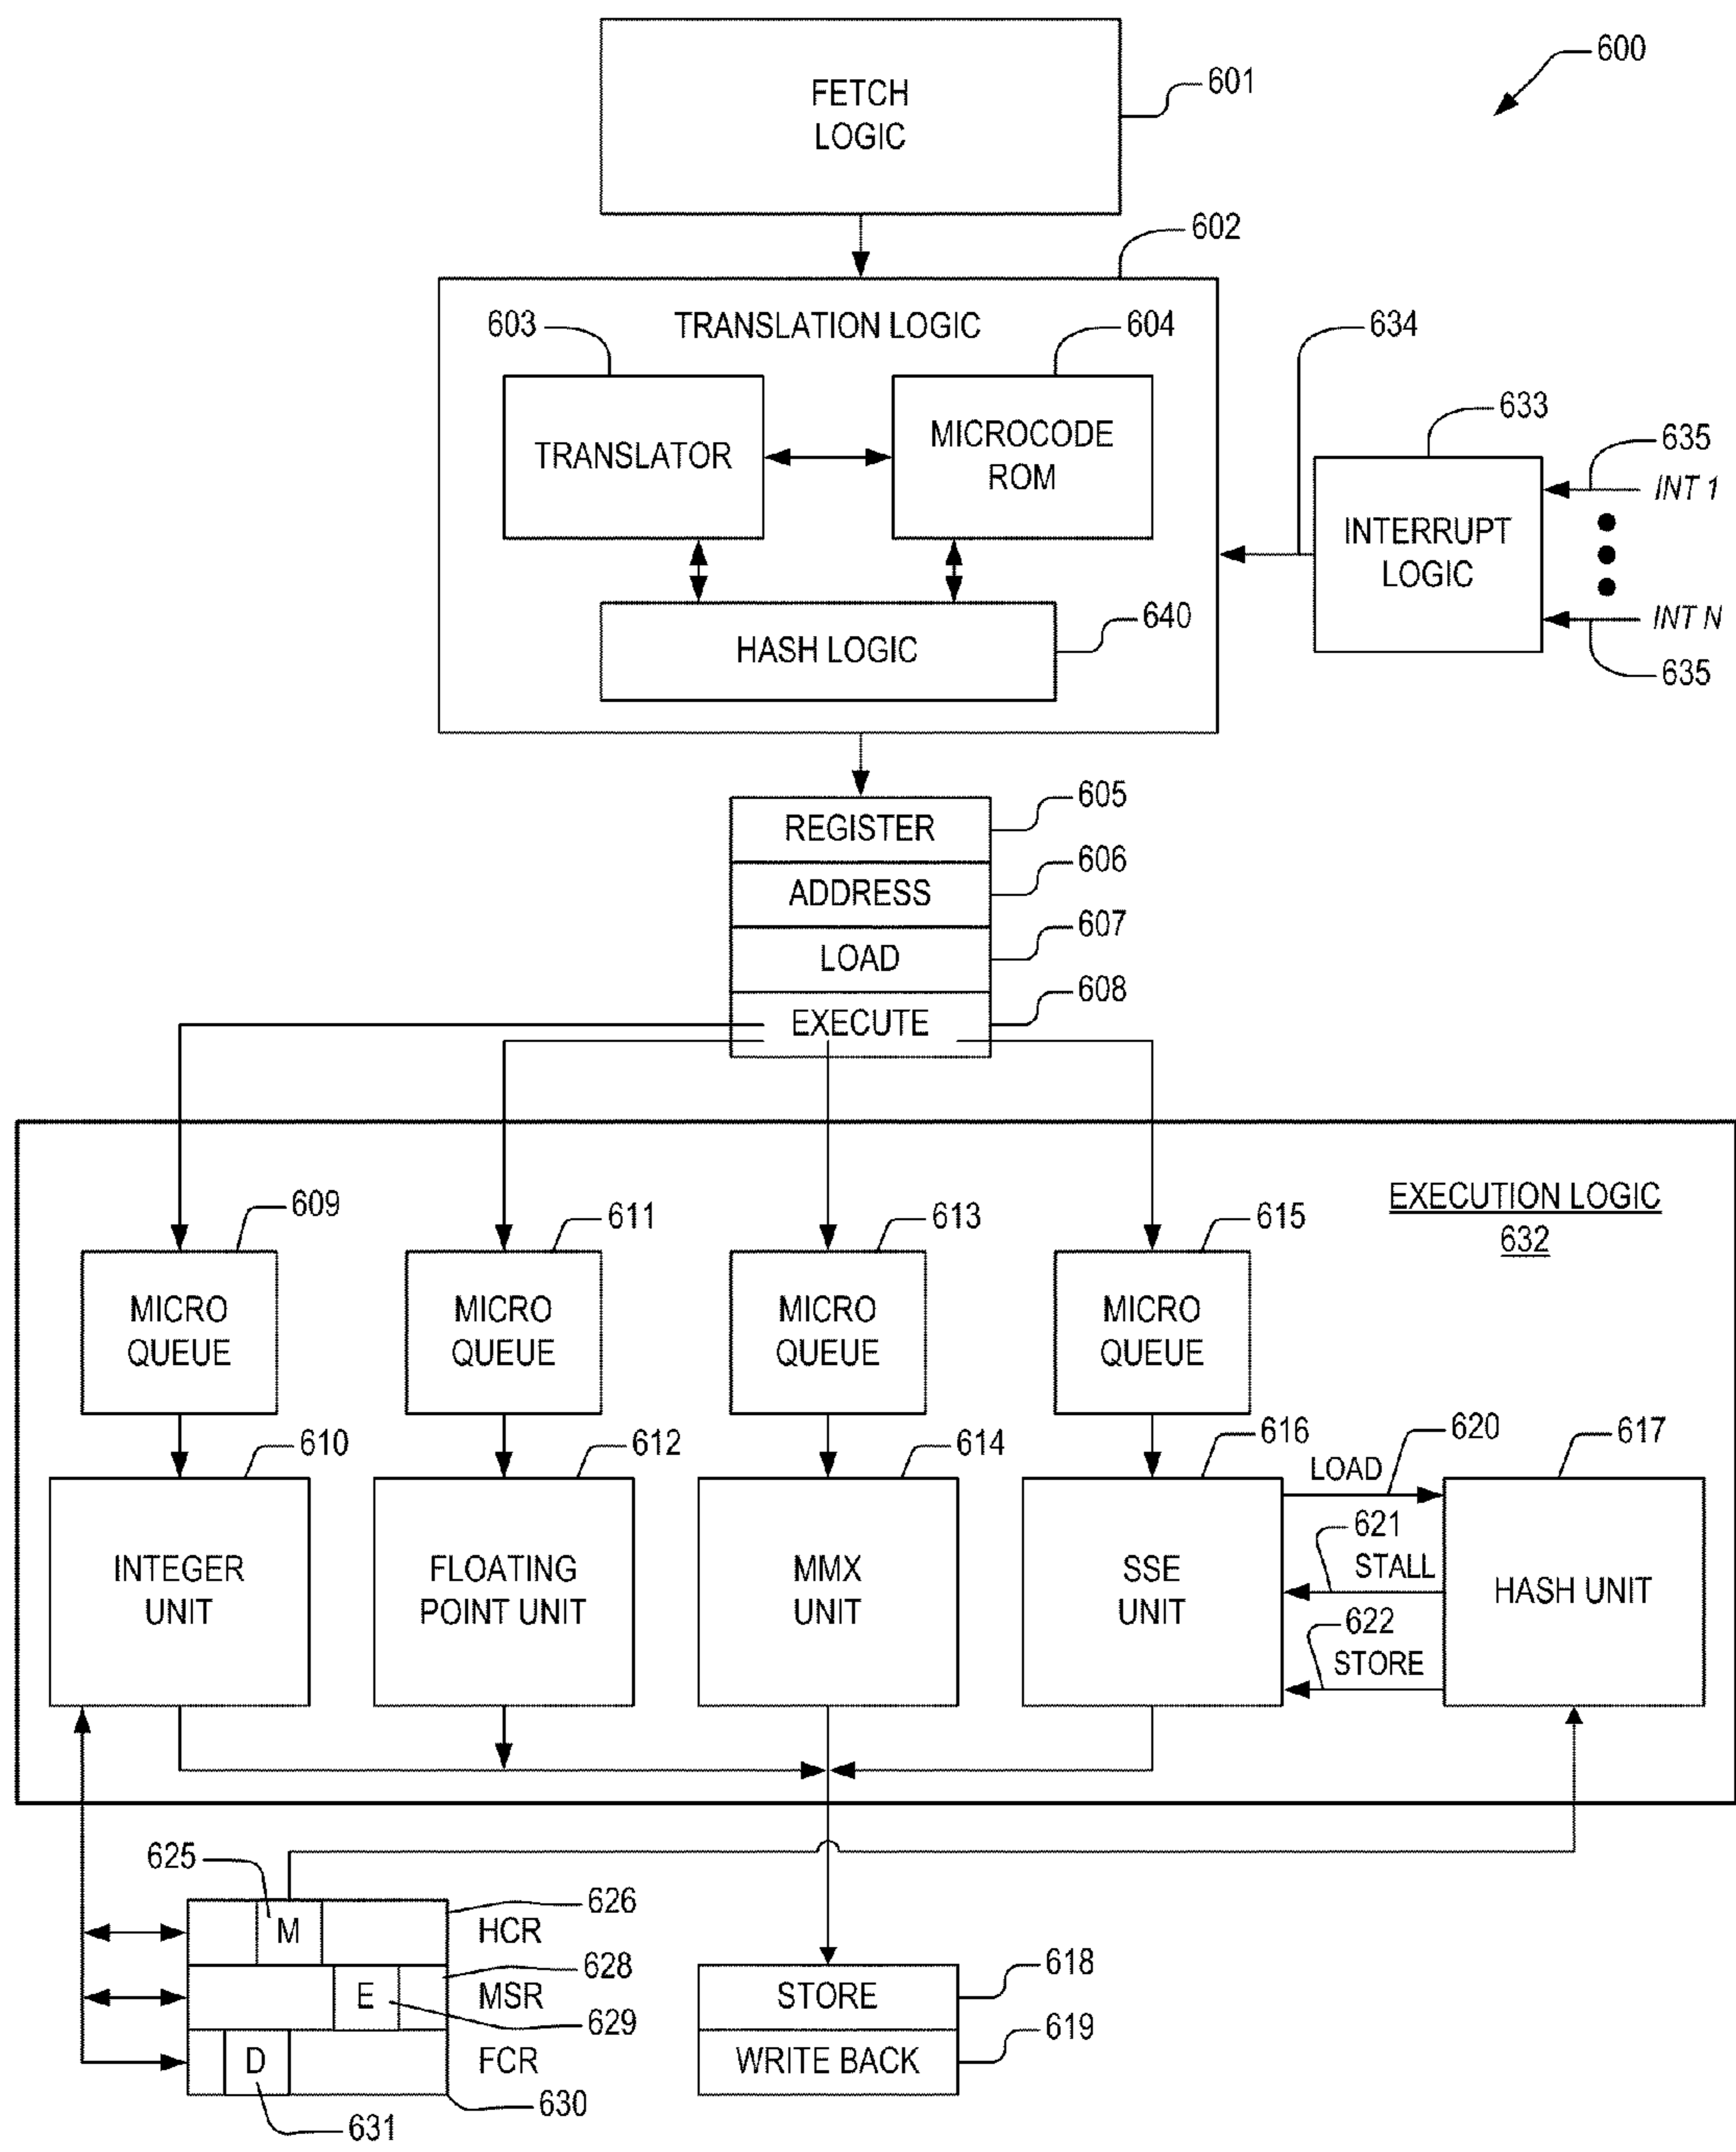 600
FETCH
LOGIC
601
602
TRANSLATION LOGIC
603
604
634
TRANSLATOR
MICROCODE
ROM
633
635
INT 1
INTERRUPT
LOGIC
INT N
635
HASH LOGIC
640
REGISTER
605
ADDRESS
606
LOAD
607
EXECUTE
608
EXECUTION LOGIC
632
609
611
613
615
MICRO
QUEUE
MICRO
QUEUE
MICRO
QUEUE
MICRO
QUEUE
610
612
614
616
620
617
LOAD
621
STALL
622
STORE
INTEGER
UNIT
FLOATING
POINT UNIT
MMX
UNIT
SSE
UNIT
HASH UNIT
625
626
M
HCR
628
E
MSR
629
D
FCR
630
631
STORE
618
WRITE BACK
619